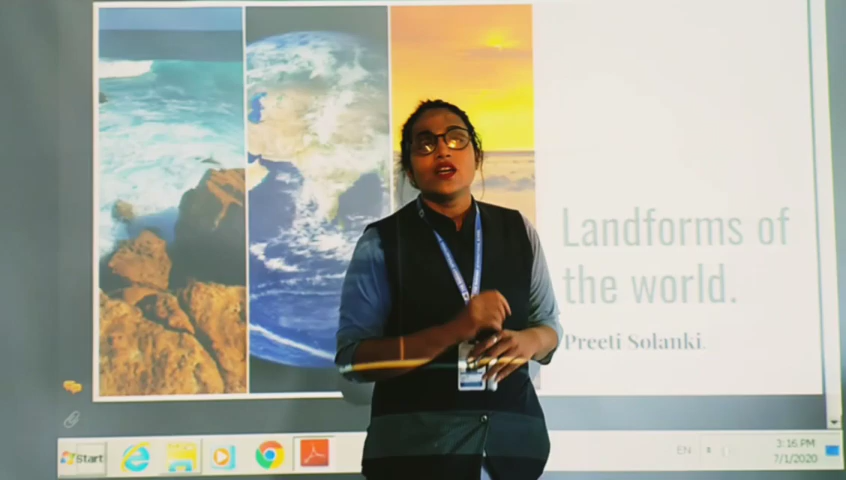 Landforms of
the world.
Preeti Solanki.
Start
EN
3:16 PM
7/1/2020